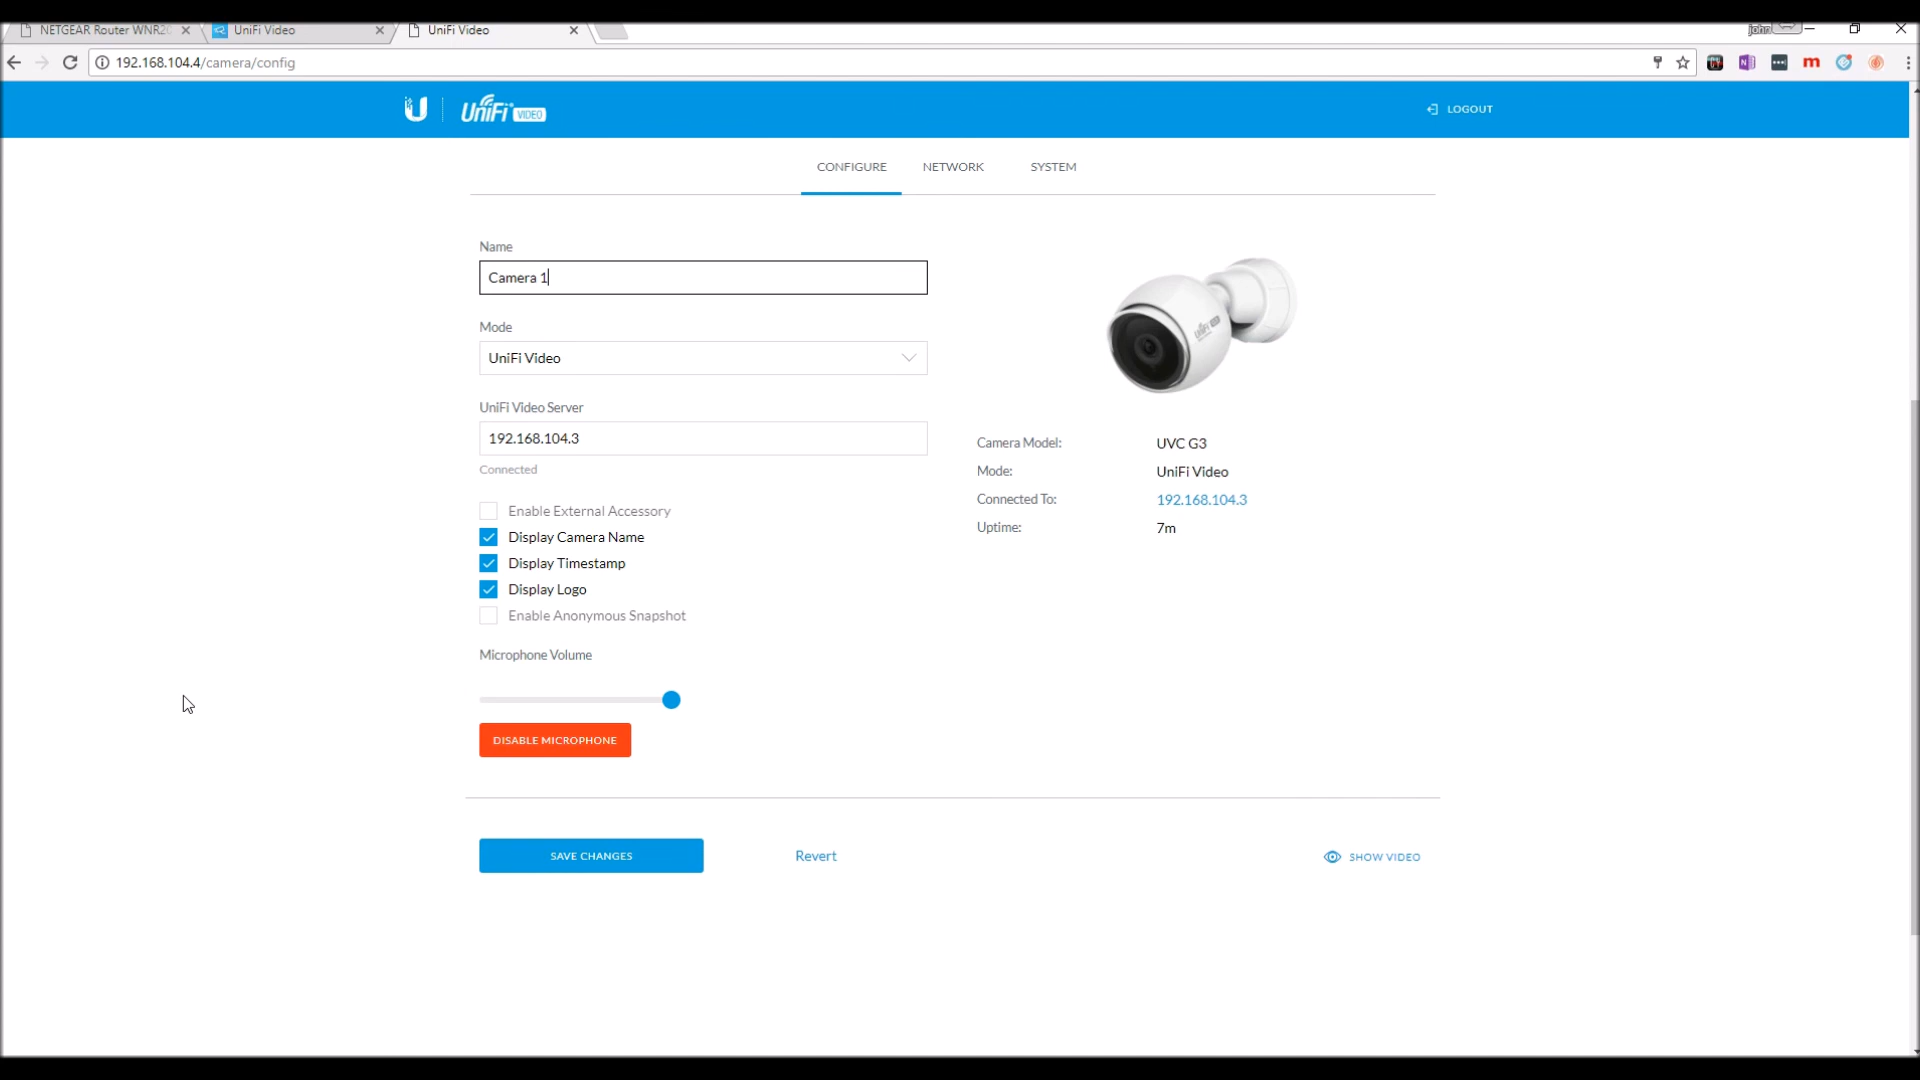 NETGEAR Router WNR20
UniFi Video
UniFi Video
john
192.168.104.4/camera/config
UniFi VIDEO
LOGOUT
CONFIGURE
NETWORK
SYSTEM
Name
Camera 1
Mode
UniFi Video
UniFi Video Server
192.168.104.3
Connected
Enable External Accessory
Display Camera Name
Display Timestamp
Display Logo
Enable Anonymous Snapshot
Microphone Volume
DISABLE MICROPHONE
Camera Model: UVC G3
Mode: UniFi Video
Connected To: 192.168.104.3
Uptime: 7m
SAVE CHANGES
Revert
SHOW VIDEO